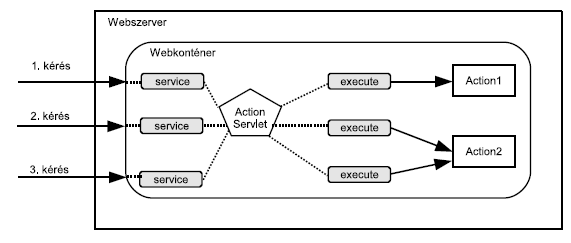 Webszerver
Webkonténer
1. kérés
service
execute
Action1
2. kérés
service
Action
Servlet
execute
Action2
3. kérés
service
execute